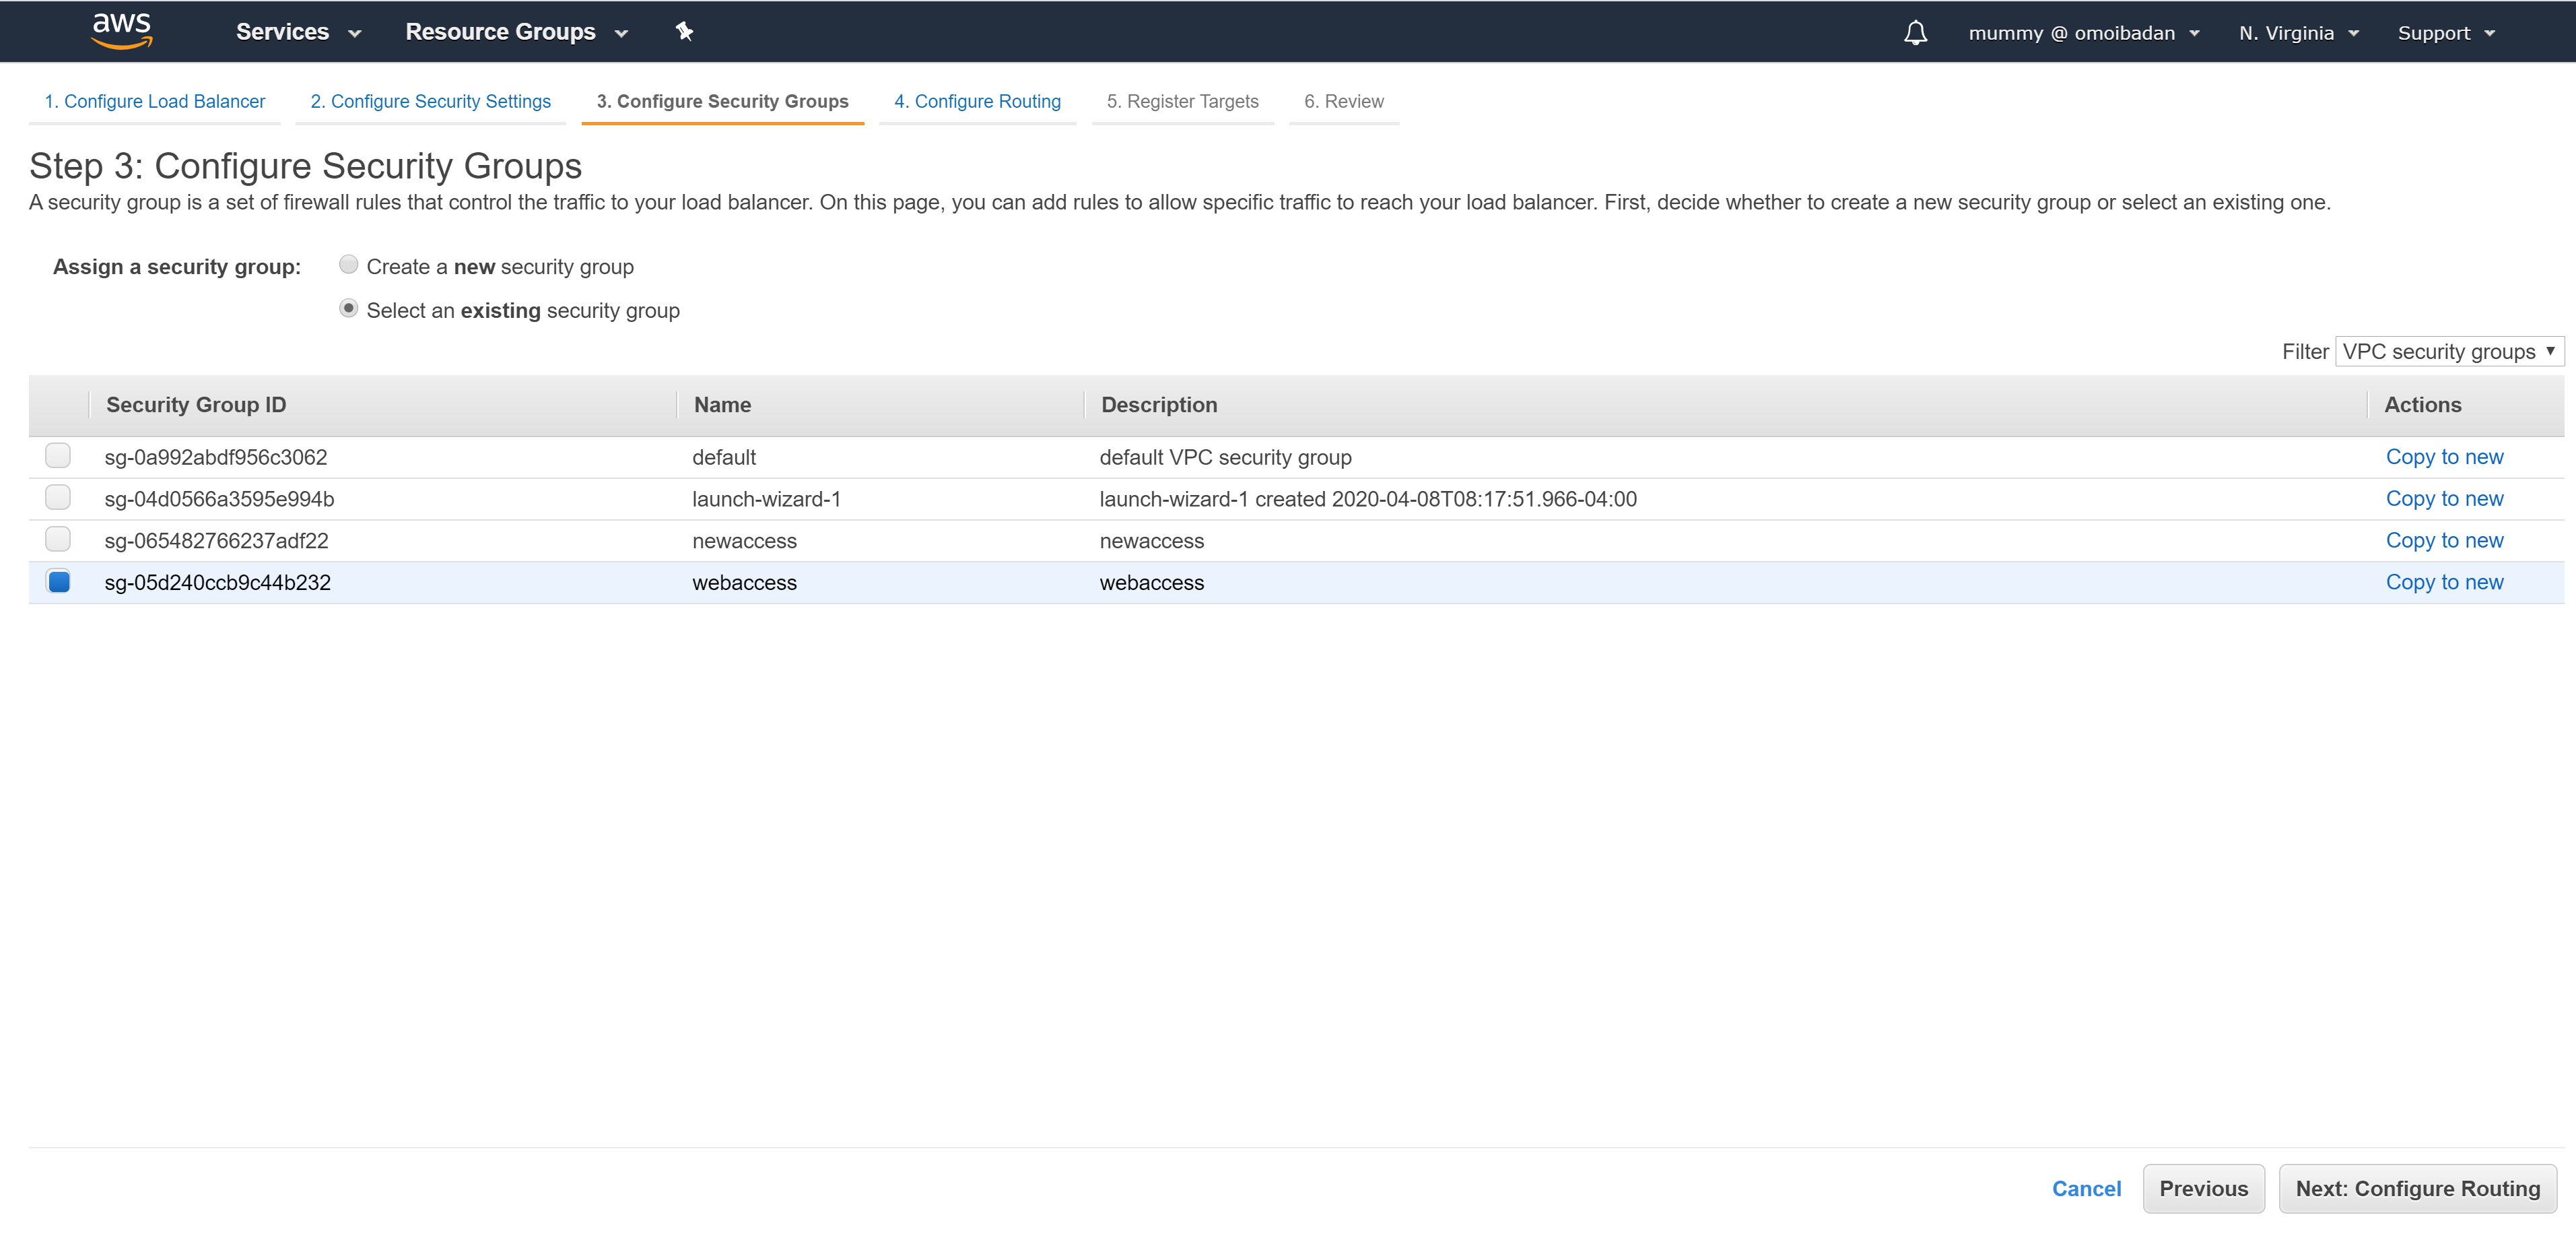 aws Services Resource Groups mummy @ omoibadan N. Virginia Support
1. Configure Load Balancer 2. Configure Security Settings 3. Configure Security Groups 4. Configure Routing 5. Register Targets 6. Review
Step 3: Configure Security Groups
A security group is a set of firewall rules that control the traffic to your load balancer. On this page, you can add rules to allow specific traffic to reach your load balancer. First, decide whether to create a new security group or select an existing one.
Assign a security group: Create a new security group
Select an existing security group
Filter VPC security groups
Security Group ID Name Description Actions
sg-0a992abdf956c3062 default default VPC security group Copy to new
sg-04d0566a3595e994b launch-wizard-1 launch-wizard-1 created 2020-04-08T08:17:51.966-04:00 Copy to new
sg-065482766237adf22 newaccess newaccess Copy to new
sg-05d240ccb9c44b232 webaccess webaccess Copy to new
Cancel Previous Next: Configure Routing